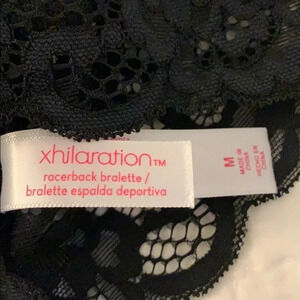 xhilaration™
racerback bralette /
bralette espalda deportiva
M
MADE IN
CHINA
HECHO EN
CHINA